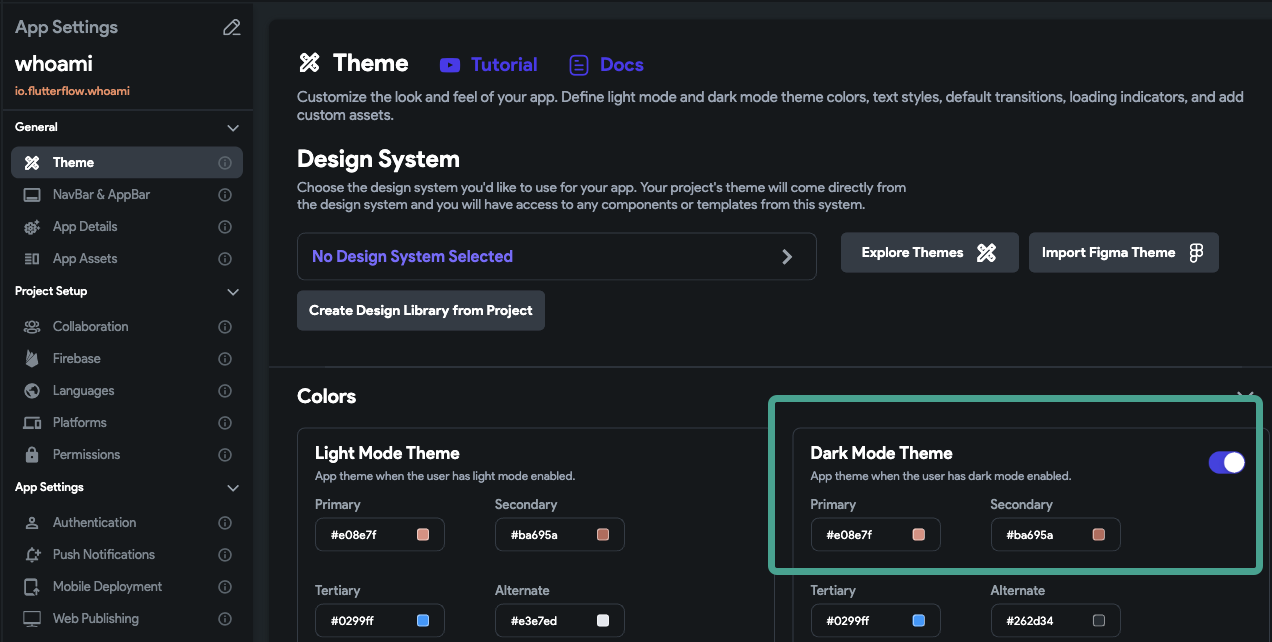 App Settings
whoami
io.flutterflow.whoami
General
Theme
NavBar & AppBar
App Details
App Assets
Project Setup
Collaboration
Firebase
Languages
Platforms
Permissions
App Settings
Authentication
Push Notifications
Mobile Deployment
Web Publishing
Theme
Tutorial
Docs
Customize the look and feel of your app. Define light mode and dark mode theme colors, text styles, default transitions, loading indicators, and add
custom assets.
Design System
Choose the design system you'd like to use for your app. Your project's theme will come directly from
the design system and you will have access to any components or templates from this system.
No Design System Selected
Explore Themes
Import Figma Theme
Create Design Library from Project
Colors
Light Mode Theme
App theme when the user has light mode enabled.
Primary
Secondary
#e08e7f
#ba695a
Tertiary
Alternate
#0299ff
#e3e7ed
Dark Mode Theme
App theme when the user has dark mode enabled.
Primary
Secondary
#e08e7f
#ba695a
Tertiary
Alternate
#0299ff
#262d34